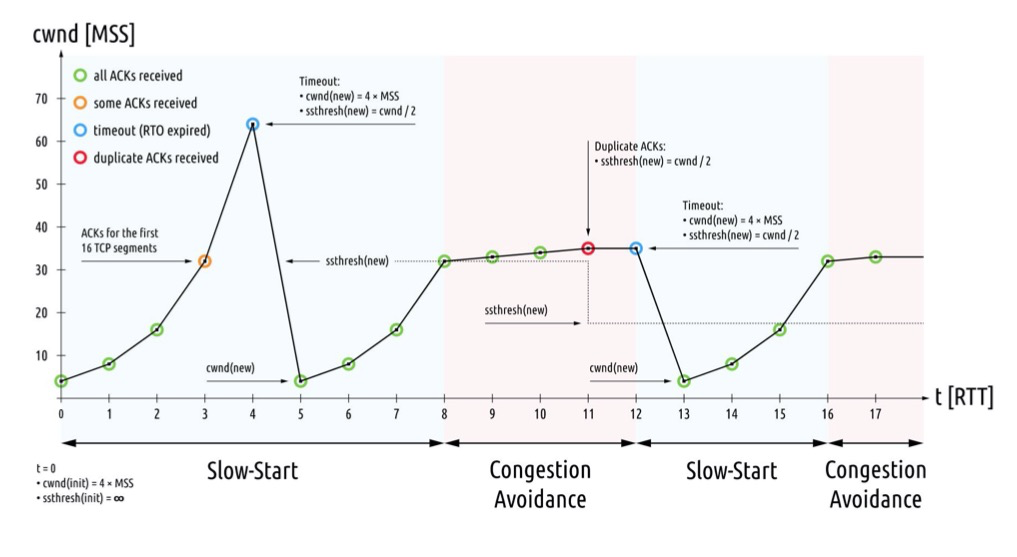 cwnd [MSS]
all ACKs received
some ACKs received
timeout (RTO expired)
duplicate ACKs received
Timeout:
• cwnd(new) = 4 × MSS
• ssthresh(new) = cwnd / 2
70
60
50
40
30
20
10
ACKs for the first
16 TCP segments
ssthresh(new)
cwnd(new)
Duplicate ACKs:
• ssthresh(new) = cwnd / 2
Timeout:
• cwnd(new) = 4 × MSS
• ssthresh(new) = cwnd / 2
ssthresh(new)
cwnd(new)
t [RTT]
0 1 2 3 4 5 6 7 8 9 10 11 12 13 14 15 16 17
Slow-Start
Congestion
Avoidance
Slow-Start
Congestion
Avoidance
t = 0
• cwnd(init) = 4 × MSS
• ssthresh(init) = ∞